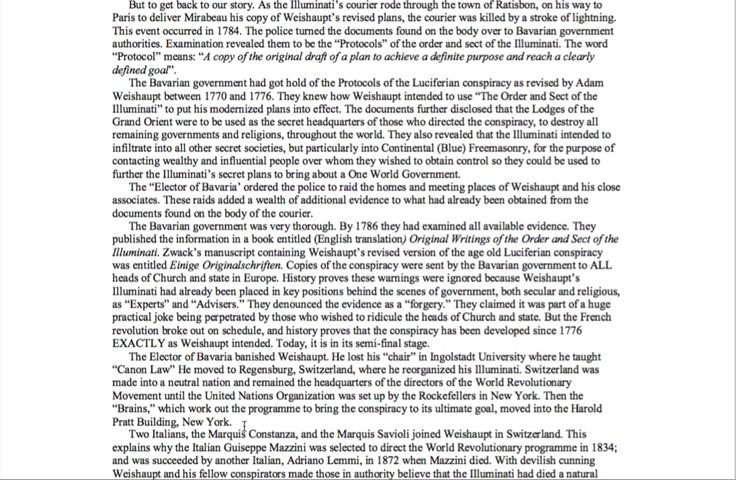 But to get back to our story. As the Illuminati's courier rode through the town of Ratisbon, on his way to
Paris to deliver Mirabeau his copy of Weishaupt's revised plans, the courier was killed by a stroke of lightning.
This event occurred in 1784. The police turned the documents found on the body over to Bavarian government
authorities. Examination revealed them to be the "Protocols" of the order and sect of the Illuminati. The word
"Protocol" means: "A copy of the original draft of a plan to achieve a definite purpose and reach a clearly
defined goal".
The Bavarian government had got hold of the Protocols of the Luciferian conspiracy as revised by Adam
Weishaupt between 1770 and 1776. They knew how Weishaupt intended to use "The Order and Sect of the
Illuminati" to put his modernized plans into effect. The documents further disclosed that the Lodges of the
Grand Orient were to be used as the secret headquarters of those who directed the conspiracy, to destroy all
remaining governments and religions, throughout the world. They also revealed that the Illuminati intended to
infiltrate into all other secret societies, but particularly into Continental (Blue) Freemasonry, for the purpose of
contacting wealthy and influential people over whom they wished to obtain control so they could be used to
further the Illuminati's secret plans to bring about a One World Government.
The "Elector of Bavaria' ordered the police to raid the homes and meeting places of Weishaupt and his close
associates. These raids added a wealth of additional evidence to what had already been obtained from the
documents found on the body of the courier.
The Bavarian government was very thorough. By 1786 they had examined all available evidence. They
published the information in a book entitled (English translation) Original Writings of the Order and Sect of the
Illuminati. Zwack's manuscript containing Weishaupt's revised version of the age old Luciferian conspiracy
was entitled Einige Originalschriften. Copies of the conspiracy were sent by the Bavarian government to ALL
heads of Church and state in Europe. History proves these warnings were ignored because Weishaupt's
Illuminati had already been placed in key positions behind the scenes of government, both secular and religious,
as "Experts" and "Advisers." They denounced the evidence as a "forgery." They claimed it was part of a huge
practical joke being perpetrated by those who wished to ridicule the heads of Church and state. But the French
revolution broke out on schedule, and history proves that the conspiracy has been developed since 1776
EXACTLY as Weishaupt intended. Today, it is in its semi-final stage.
The Elector of Bavaria banished Weishaupt. He lost his "chair" in Ingolstadt University where he taught
"Canon Law" He moved to Regensburg, Switzerland, where he reorganized his Illuminati. Switzerland was
made into a neutral nation and remained the headquarters of the directors of the World Revolutionary
Movement until the United Nations Organization was set up by the Rockefellers in New York. Then the
"Brains," which work out the programme to bring the conspiracy to its ultimate goal, moved into the Harold
Pratt Building, New York.
Two Italians, the Marquis Constanza, and the Marquis Savioli joined Weishaupt in Switzerland. This
explains why the Italian Guiseppe Mazzini was selected to direct the World Revolutionary programme in 1834;
and was succeeded by another Italian, Adriano Lemmi, in 1872 when Mazzini died. With devilish cunning
Weishaupt and his fellow conspirators made those in authority believe that the Illuminati had died a natural